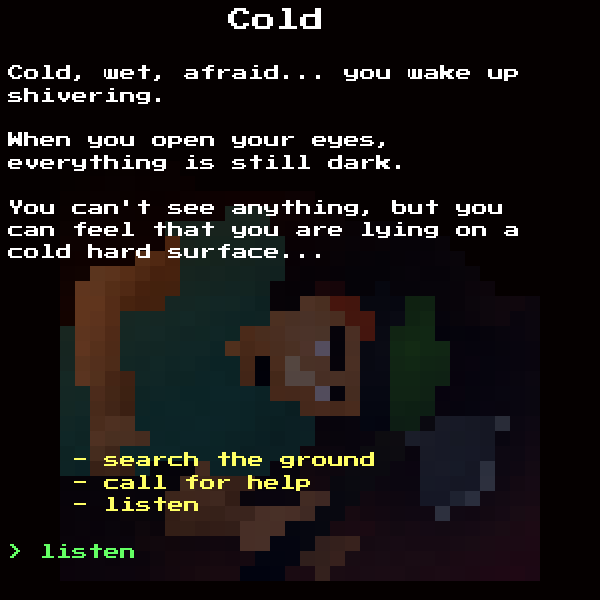 Cold
Cold, wet, afraid... you wake up
shivering.
When you open your eyes,
everything is still dark.
You can't see anything, but you
can feel that you are lying on a
cold hard surface...
- search the ground
- call for help
- listen
> listen